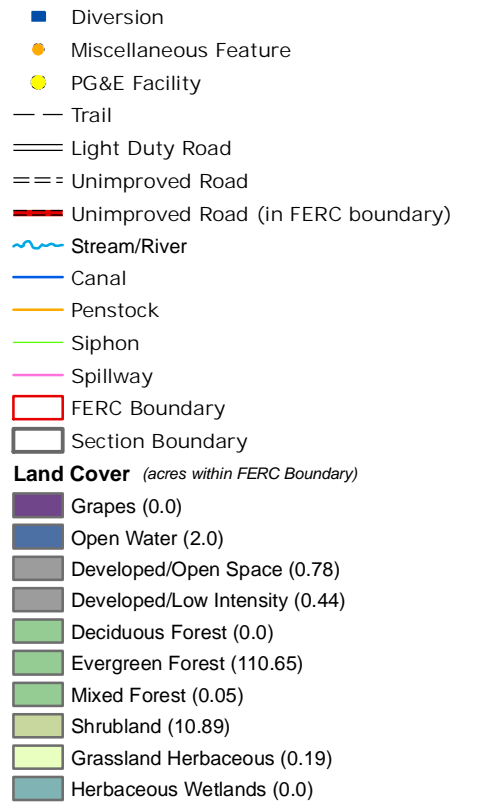 Diversion
Miscellaneous Feature
PG&E Facility
Trail
Light Duty Road
Unimproved Road
Unimproved Road (in FERC boundary)
Stream/River
Canal
Penstock
Siphon
Spillway
FERC Boundary
Section Boundary
Land Cover (acres within FERC Boundary)
Grapes (0.0)
Open Water (2.0)
Developed/Open Space (0.78)
Developed/Low Intensity (0.44)
Deciduous Forest (0.0)
Evergreen Forest (110.65)
Mixed Forest (0.05)
Shrubland (10.89)
Grassland Herbaceous (0.19)
Herbaceous Wetlands (0.0)